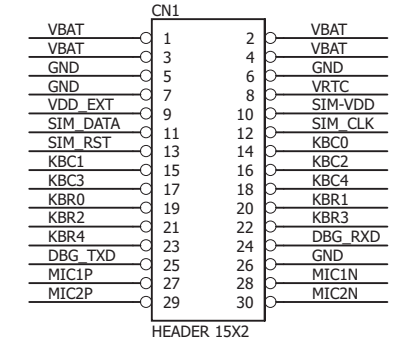 CN1
VBAT 1 2 VBAT
VBAT 3 4 VBAT
GND 5 6 GND
GND 7 8 VRTC
VDD_EXT 9 10 SIM-VDD
SIM_DATA 11 12 SIM_CLK
SIM_RST 13 14 KBC0
KBC1 15 16 KBC2
KBC3 17 18 KBC4
KBR0 19 20 KBR1
KBR2 21 22 KBR3
KBR4 23 24 DBG_RXD
DBG_TXD 25 26 GND
MIC1P 27 28 MIC1N
MIC2P 29 30 MIC2N
HEADER 15X2